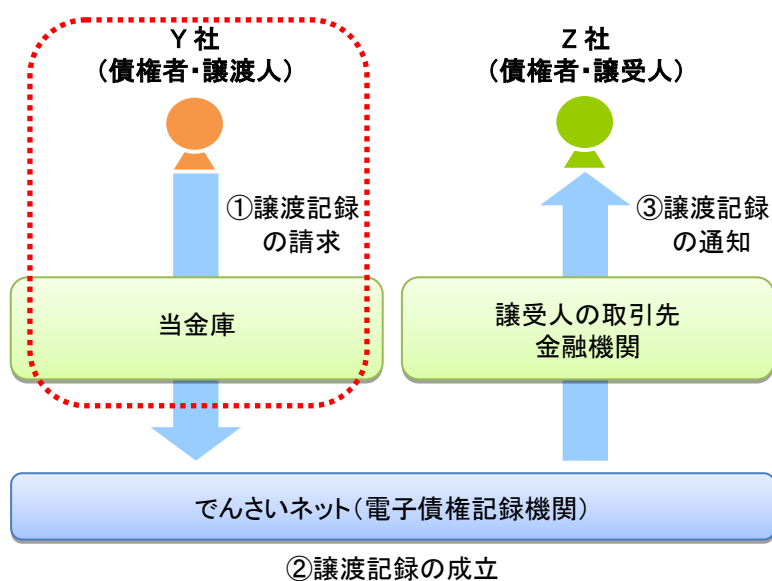 Y 社
（債権者・譲渡人）
Z 社
（債権者・譲受人）
①譲渡記録
の請求
③譲渡記録
の通知
当金庫
譲受人の取引先
金融機関
でんさいネット（電子債権記録機関）
②譲渡記録の成立